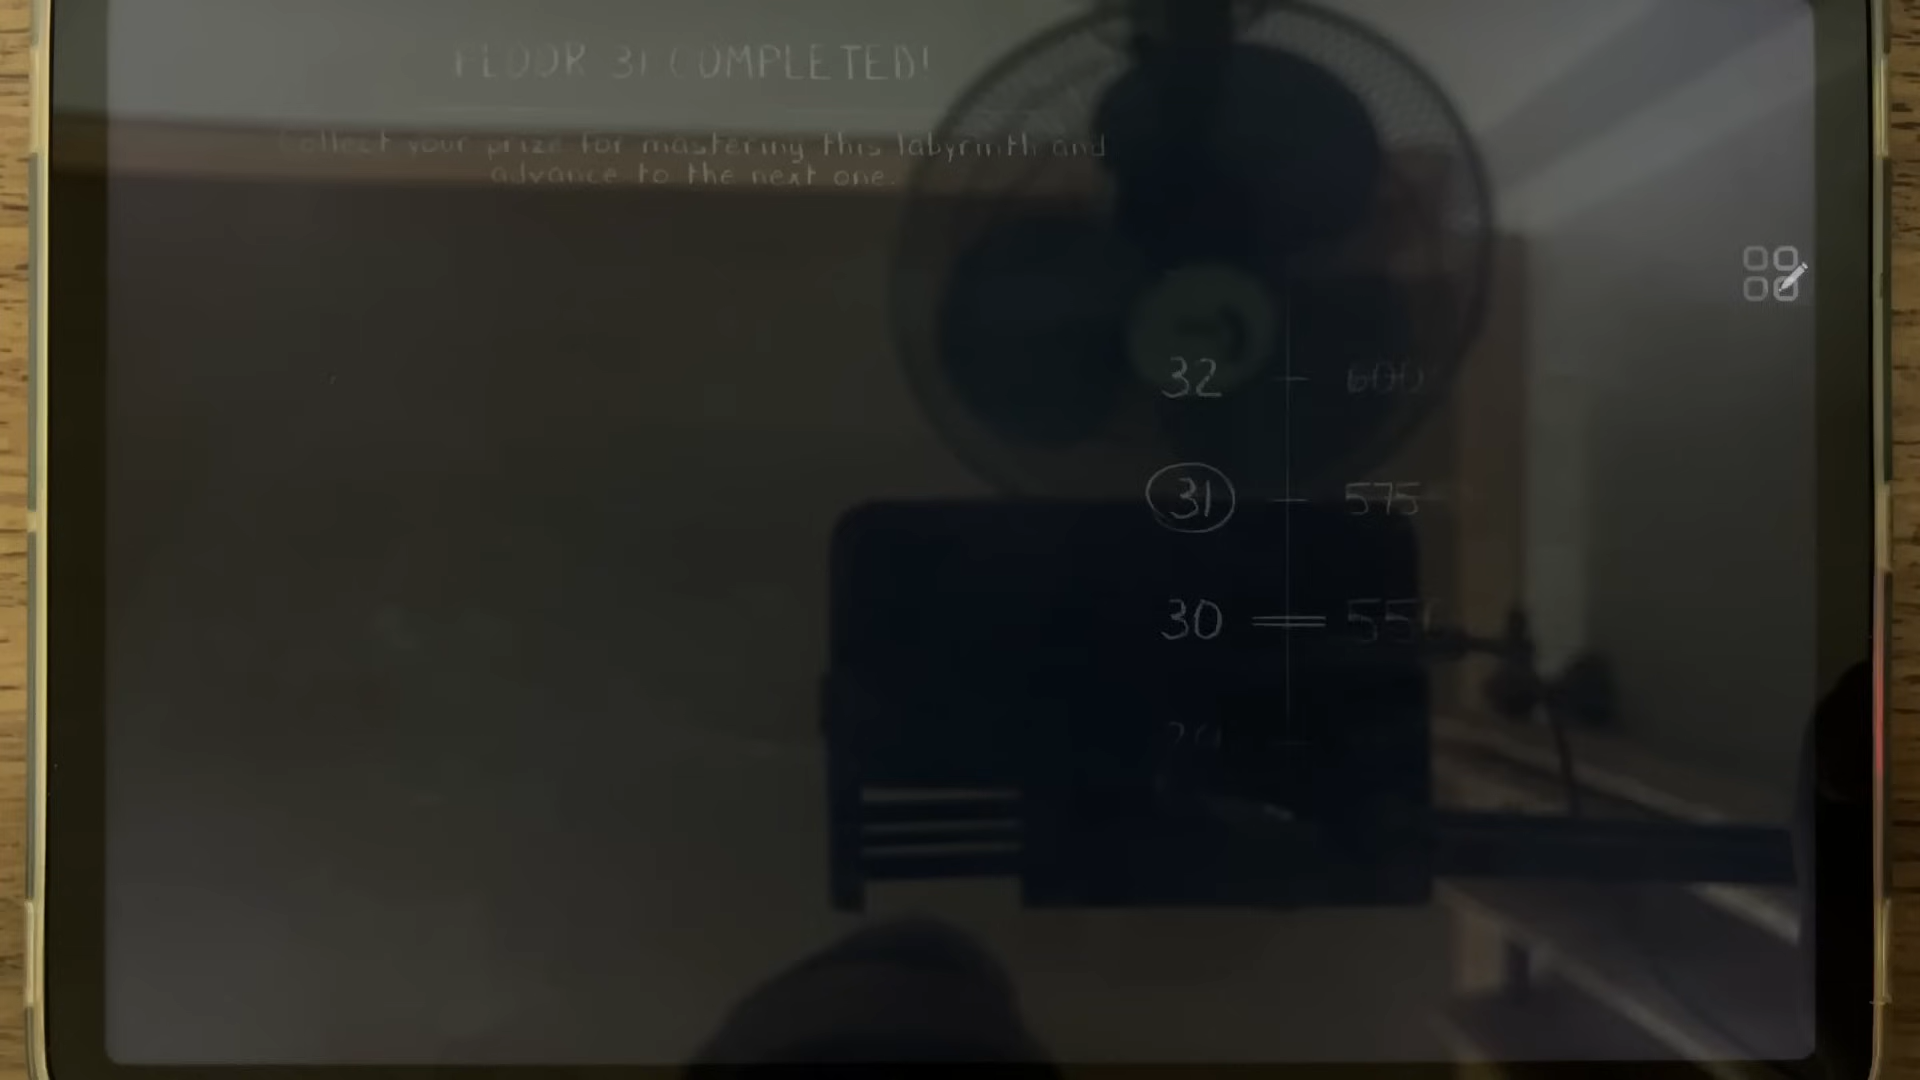 FLOOR 31 COMPLETED!
Collect your prize for mastering this labyrinth and
advance to the next one.
32 600
31 575
30 550